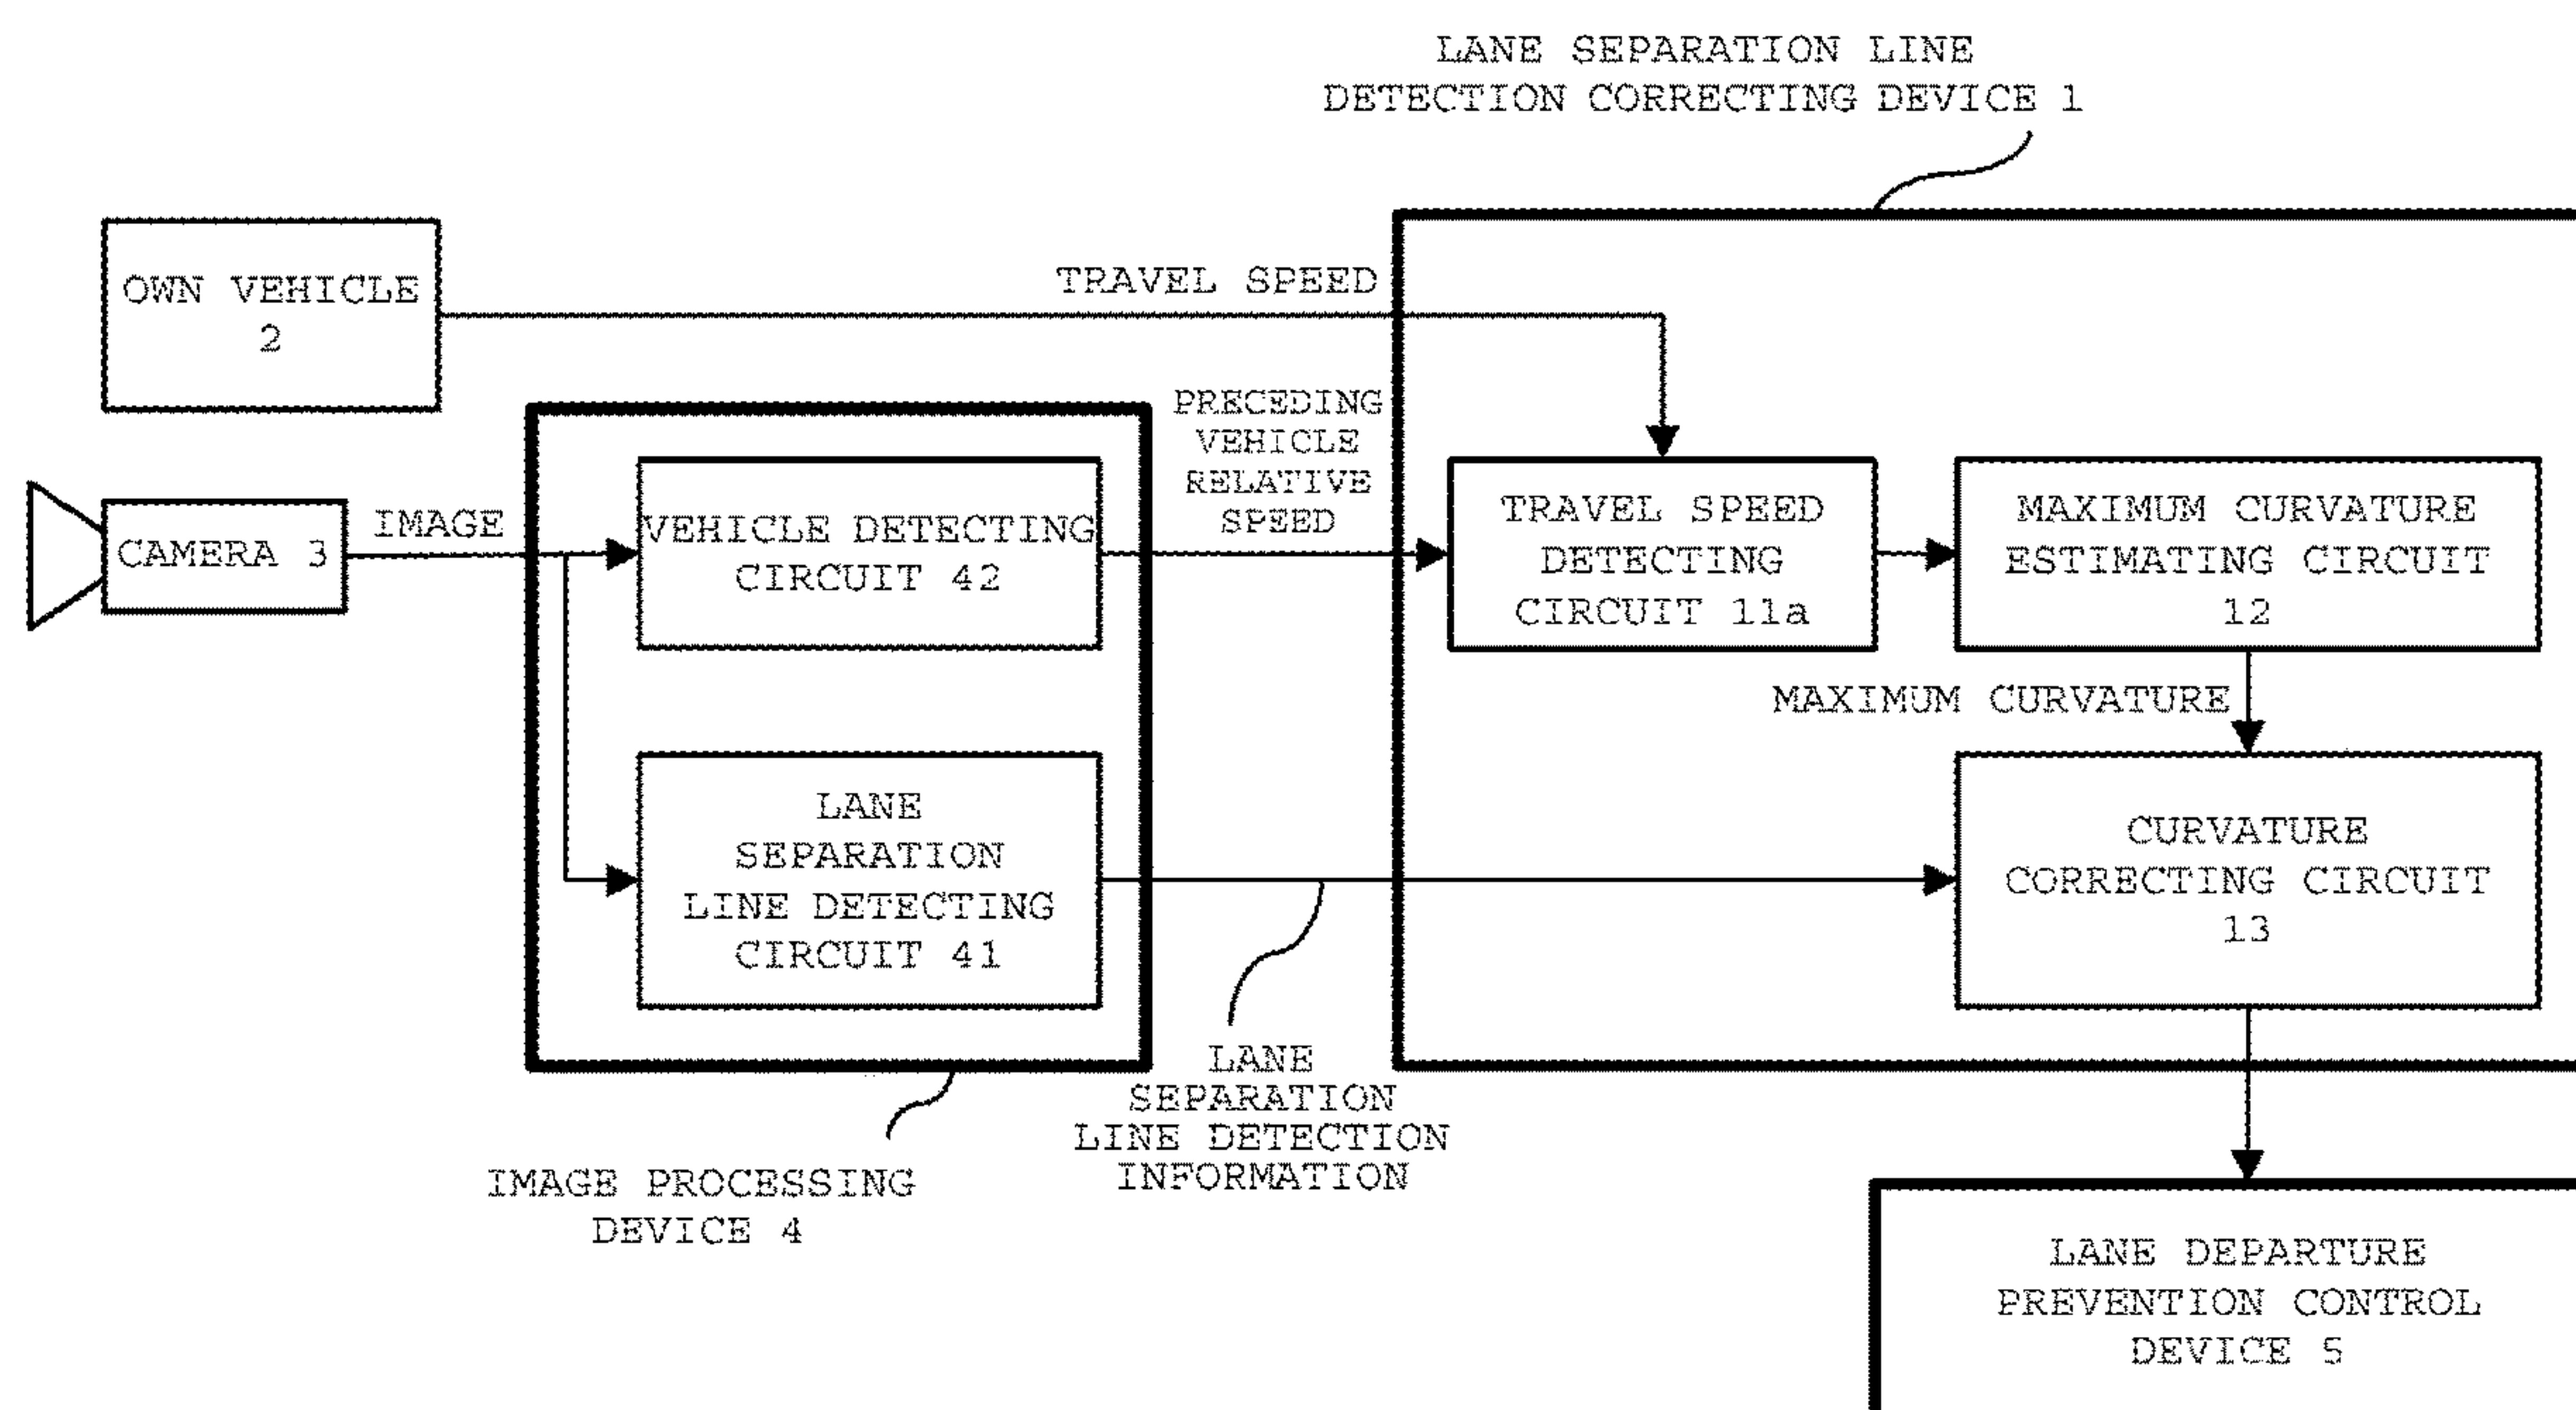 LANE SEPARATION LINE
DETECTION CORRECTING DEVICE 1
OWN VEHICLE
2
TRAVEL SPEED
PRECEDING
VEHICLE
RELATIVE
SPEED
CAMERA 3
IMAGE
VEHICLE DETECTING
CIRCUIT 42
TRAVEL SPEED
DETECTING
CIRCUIT 11a
MAXIMUM CURVATURE
ESTIMATING CIRCUIT
12
MAXIMUM CURVATURE
LANE
SEPARATION
LINE DETECTING
CIRCUIT 41
CURVATURE
CORRECTING CIRCUIT
13
LANE
SEPARATION
LINE DETECTION
INFORMATION
IMAGE PROCESSING
DEVICE 4
LANE DEPARTURE
PREVENTION CONTROL
DEVICE 5